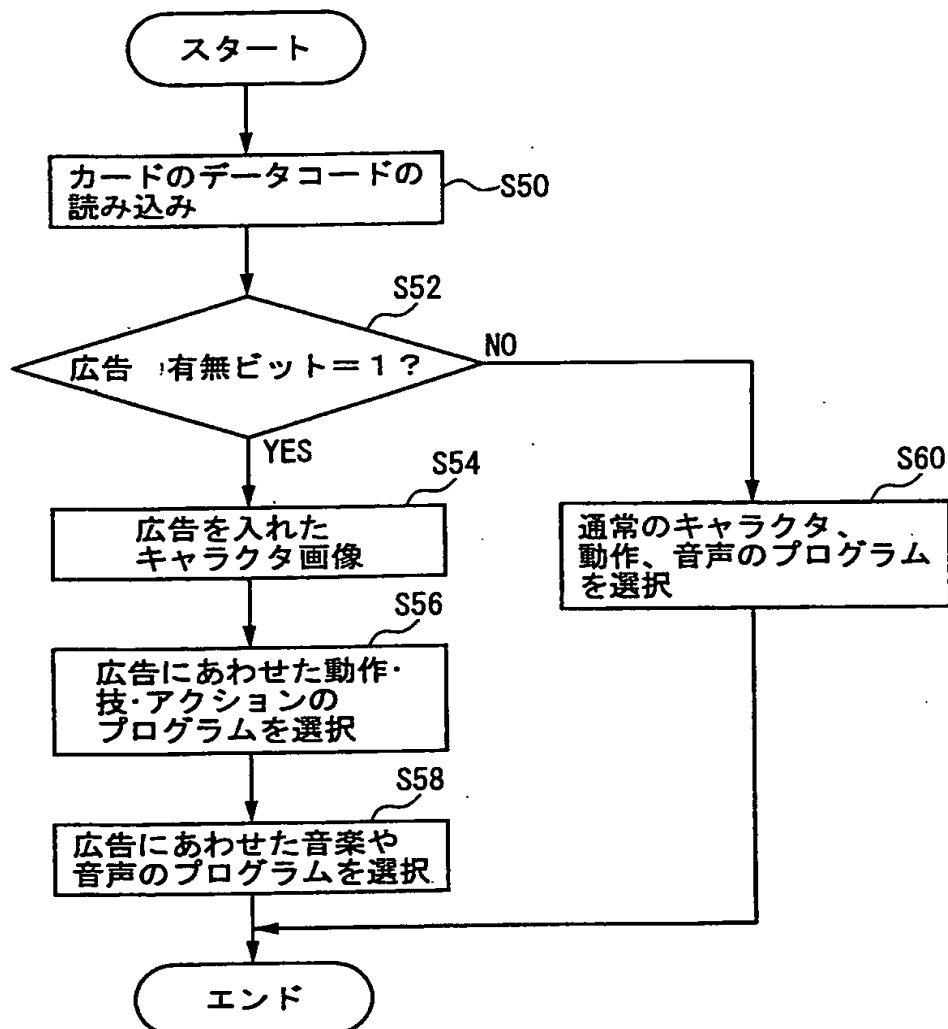 スタート
カードのデータコードの
読み込み
S50
S52
広告 有無ビット=1?
NO
YES
S54
広告を入れた
キャラクタ画像
S60
通常のキャラクタ、
動作、音声のプログラム
を選択
S56
広告にあわせた動作・
技・アクションの
プログラムを選択
S58
広告にあわせた音楽や
音声のプログラムを選択
エンド